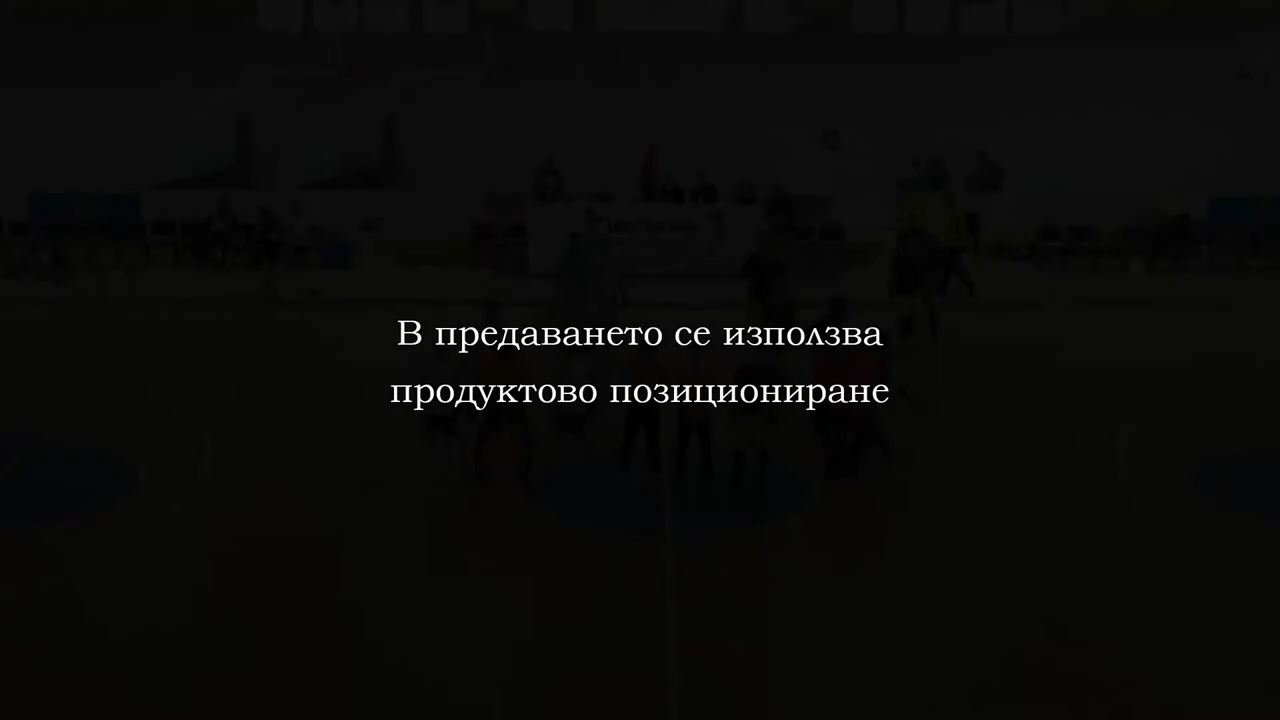 В предаването се използва
продуктово позициониране